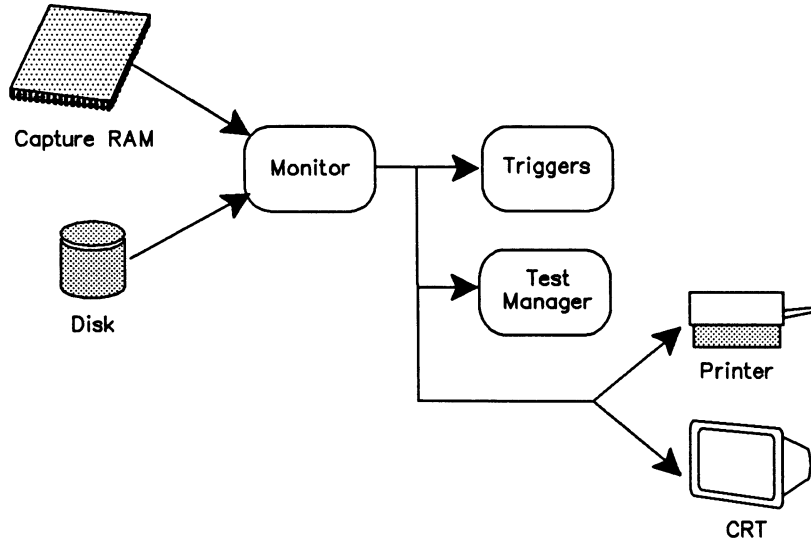 Capture RAM
Monitor
Triggers
Disk
Test
Manager
Printer
CRT